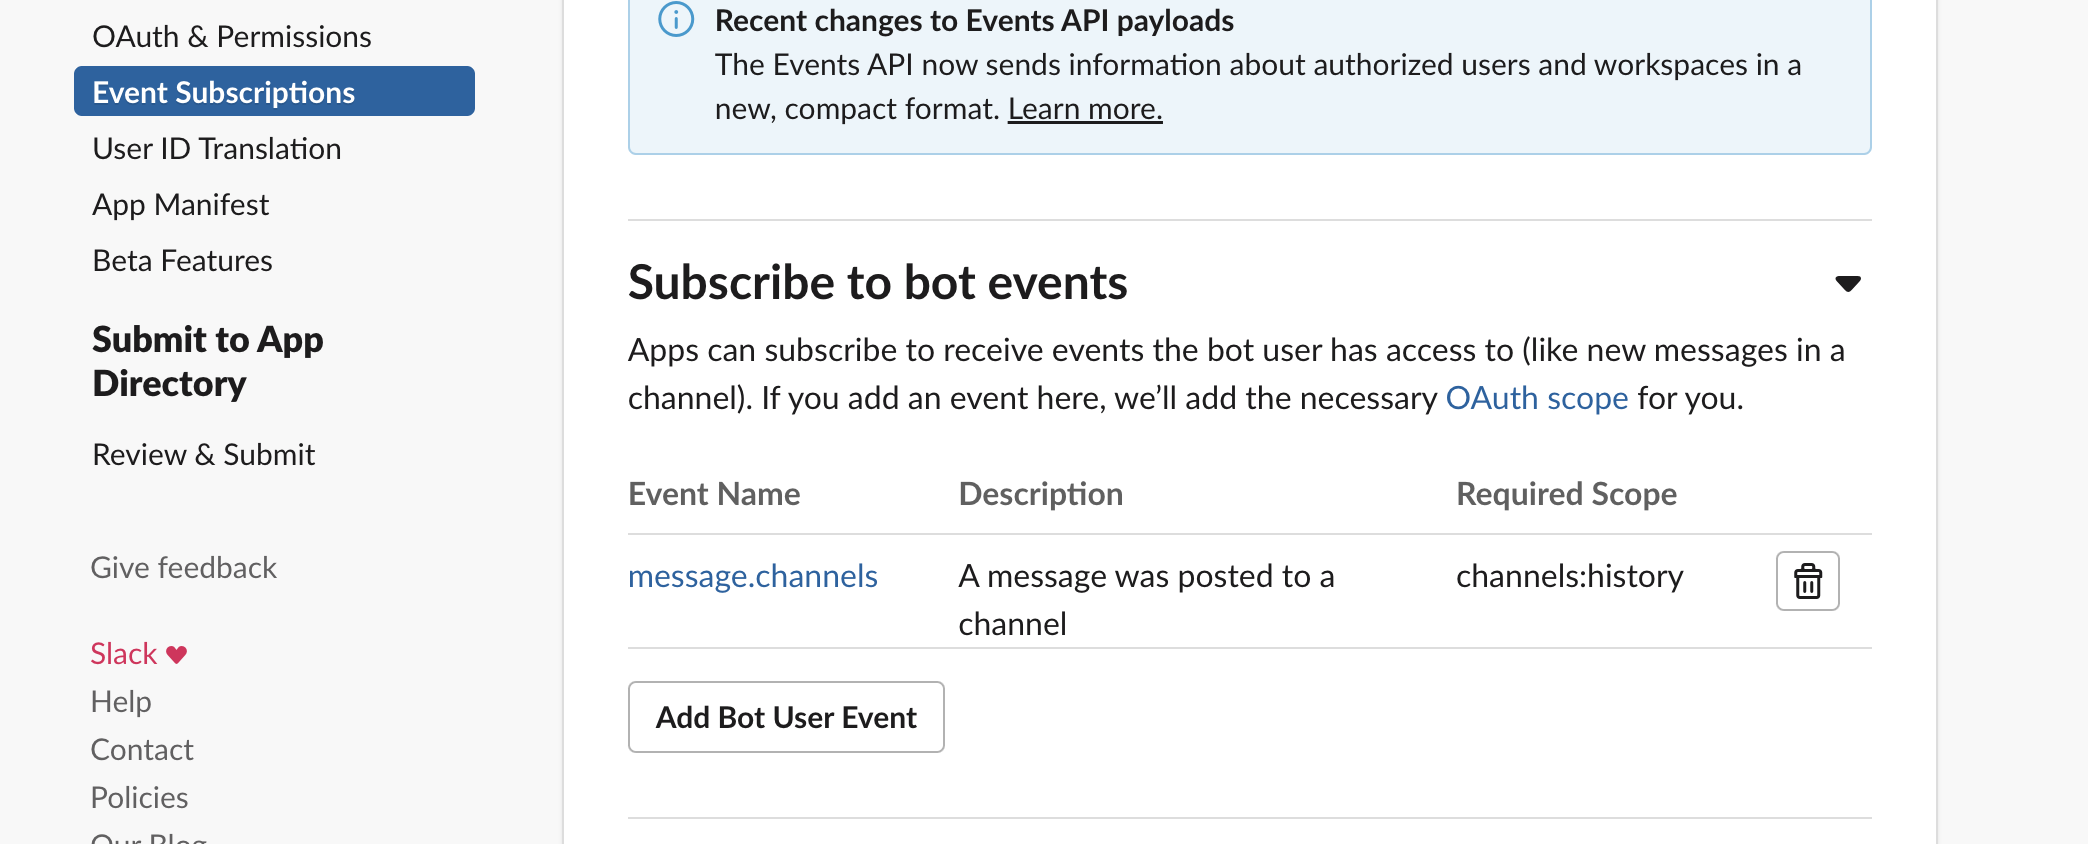 OAuth & Permissions
Event Subscriptions
User ID Translation
App Manifest
Beta Features
Submit to App
Directory
Review & Submit
Give feedback
Slack ♥
Help
Contact
Policies
Our Blog
Recent changes to Events API payloads
The Events API now sends information about authorized users and workspaces in a
new, compact format. Learn more.
Subscribe to bot events
Apps can subscribe to receive events the bot user has access to (like new messages in a
channel). If you add an event here, we’ll add the necessary OAuth scope for you.
Event Name Description Required Scope
message.channels A message was posted to a channels:history
channel
Add Bot User Event